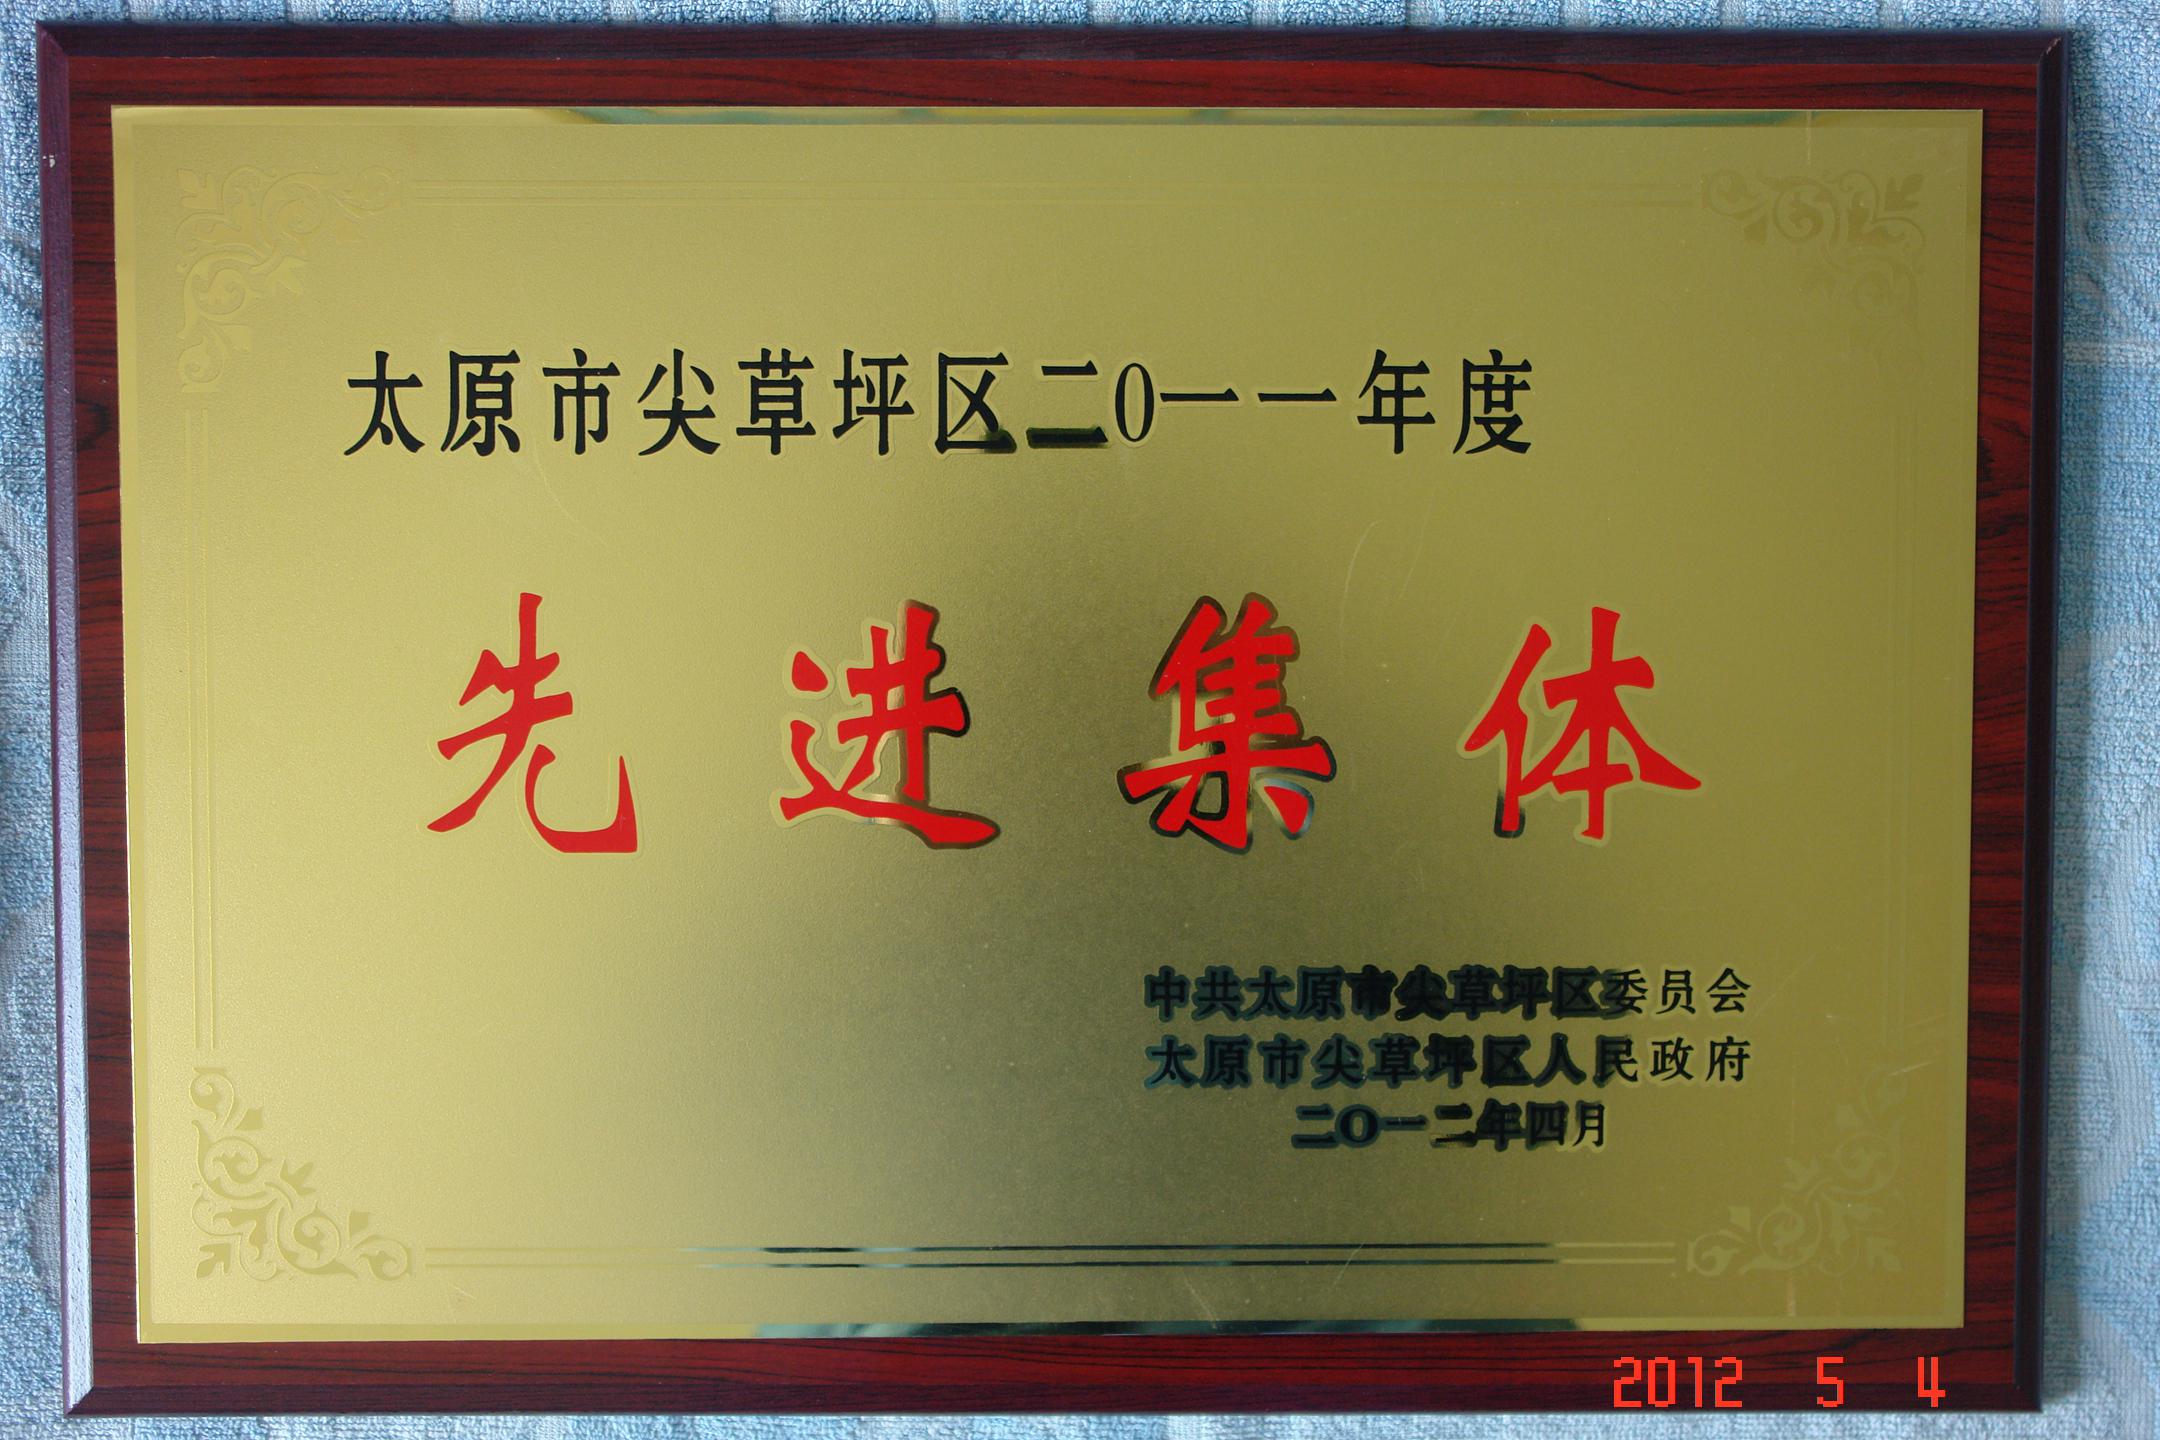 太原市尖草坪区二0一一年度
先进集体
中共太原市尖草坪区委员会
太原市尖草坪区人民政府
二O一二年四月
2012 5 4